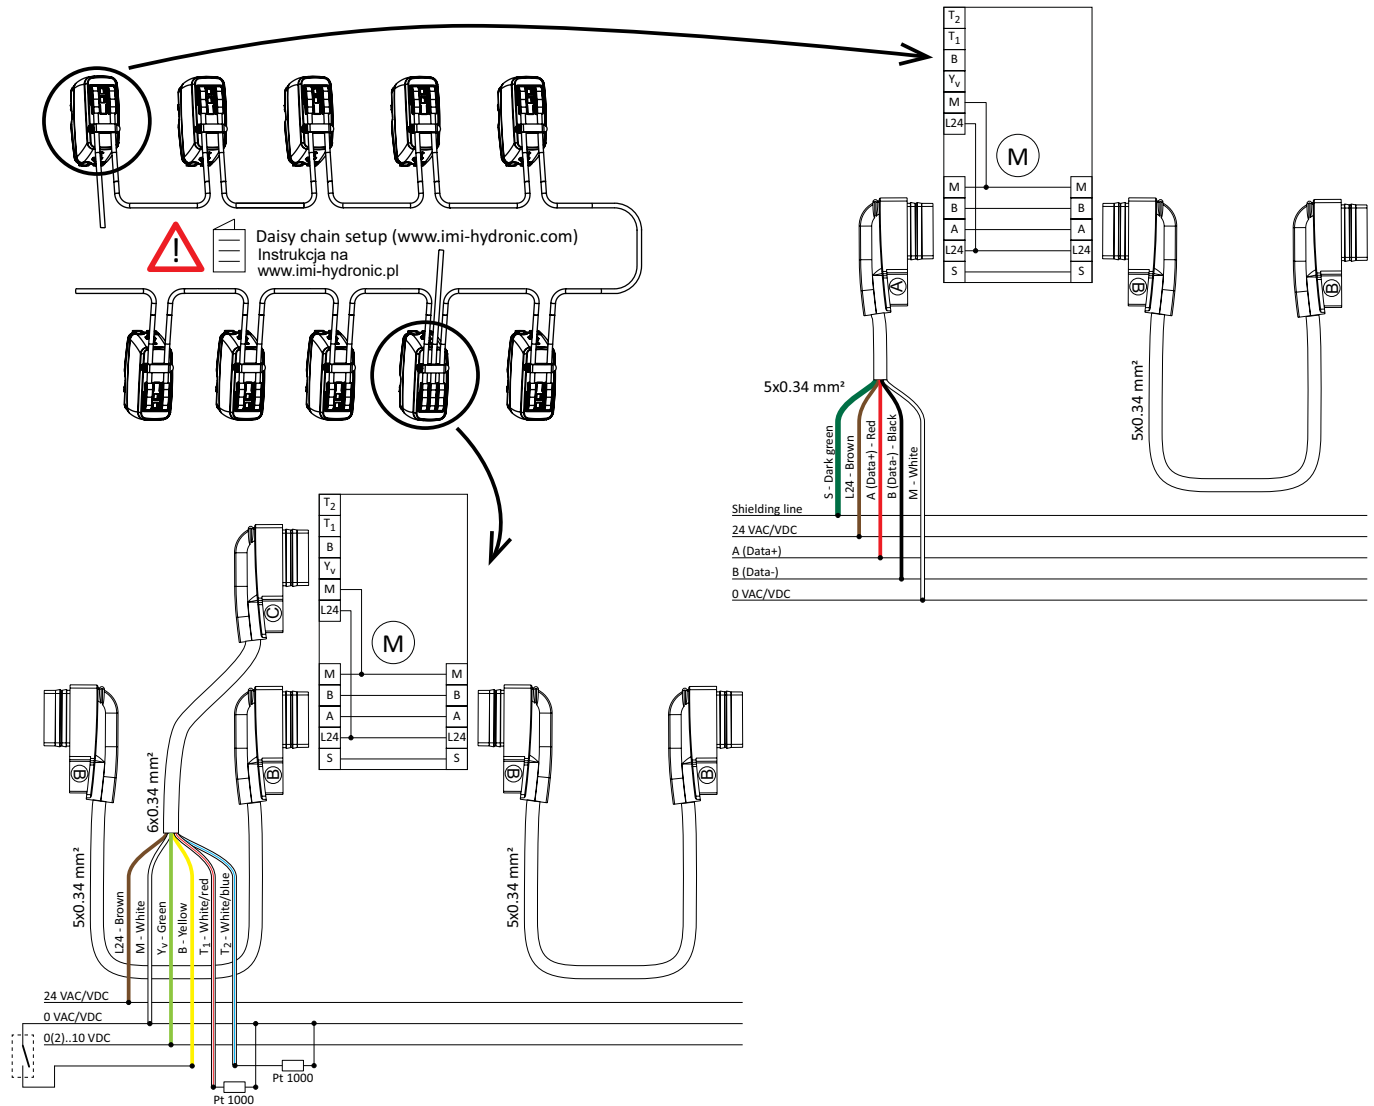 T2
T1
B
Yv
M
L24
M
M
M
B
B
A
A
L24
L24
S
S
A
B
B
Daisy chain setup (www.imi-hydronic.com)
Instrukcja na
www.imi-hydronic.pl
5x0.34 mm²
5x0.34 mm²
S - Dark green
L24 - Brown
A (Data+) - Red
B (Data-) - Black
M - White
Shielding line
24 VAC/VDC
A (Data+)
B (Data-)
0 VAC/VDC
T2
T1
B
Yv
M
L24
M
M
M
B
B
A
A
L24
L24
S
S
C
B
B
B
B
6x0.34 mm²
5x0.34 mm²
5x0.34 mm²
L24 - Brown
M - White
Yv - Green
B - Yellow
T1 - White/red
T2 - White/blue
24 VAC/VDC
0 VAC/VDC
0(2)..10 VDC
Pt 1000
Pt 1000